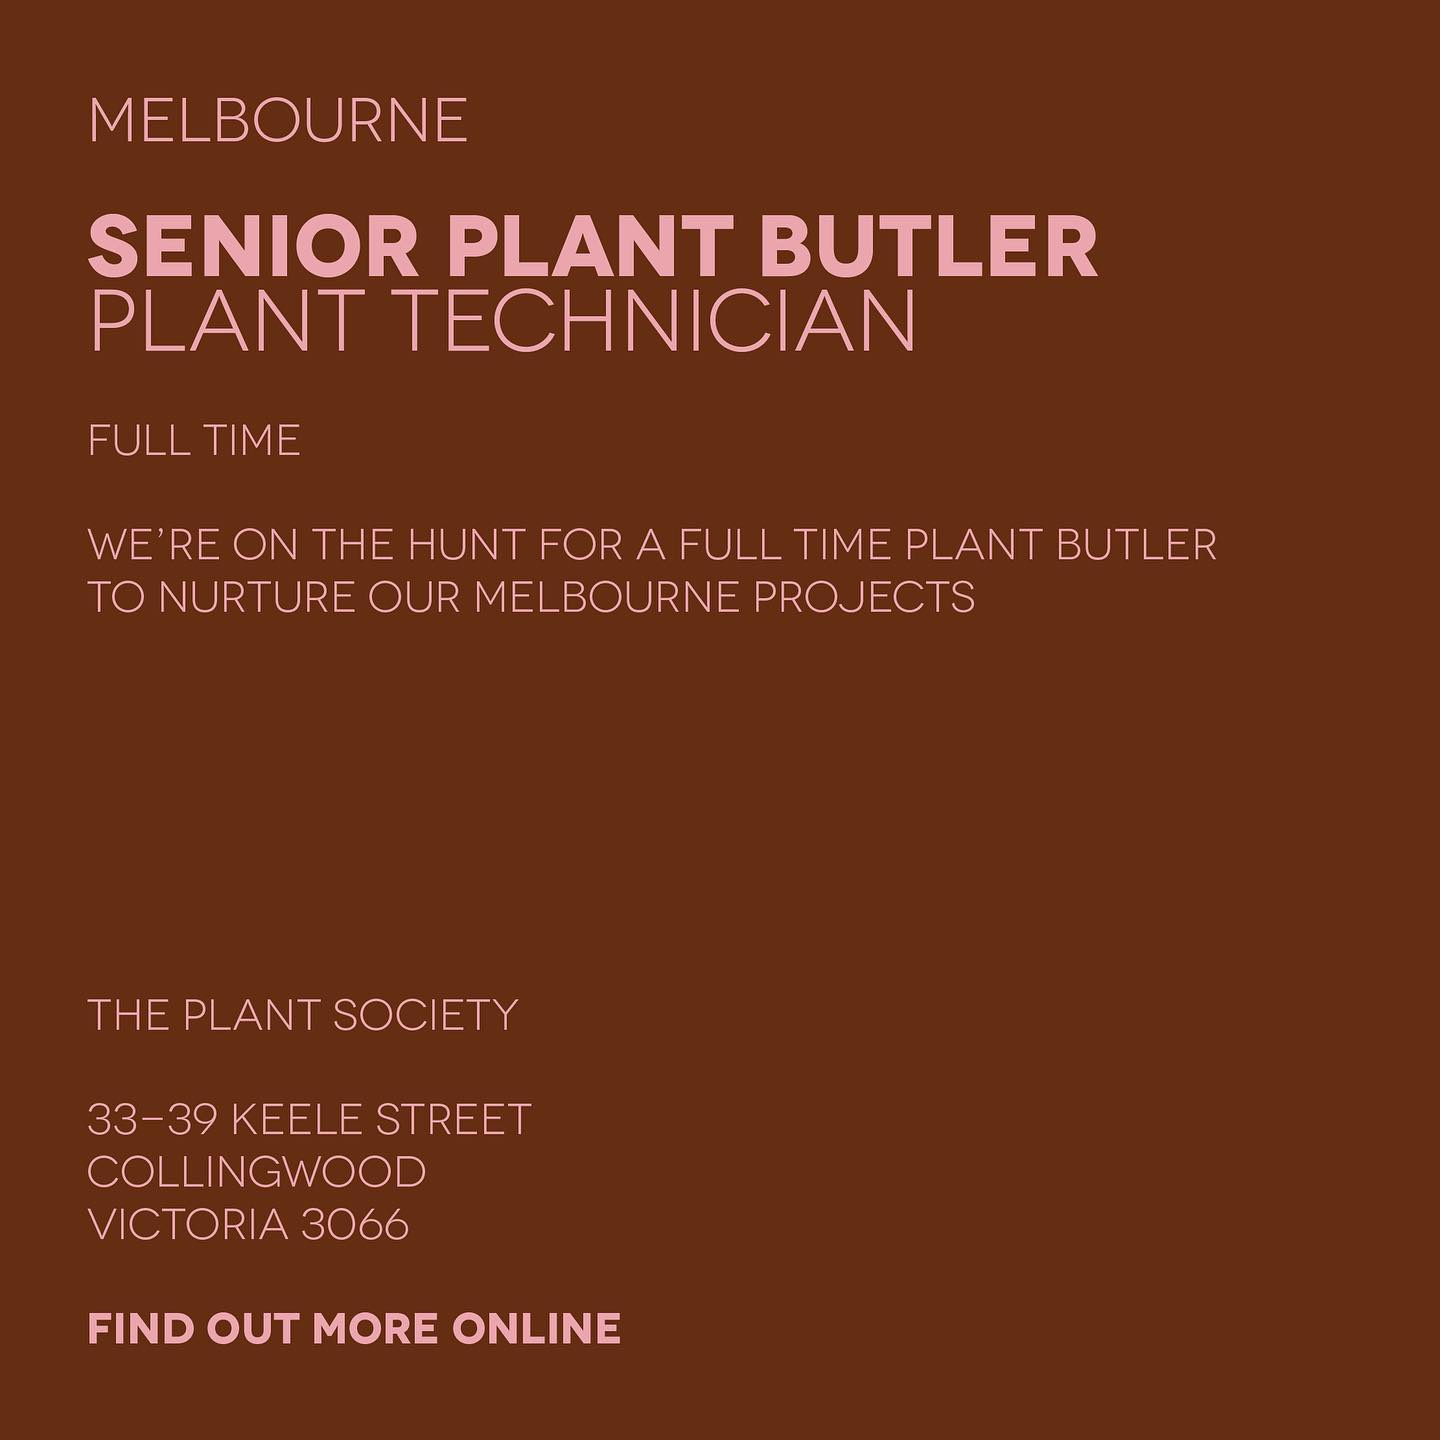 MELBOURNE
SENIOR PLANT BUTLER
PLANT TECHNICIAN
FULL TIME
WE’RE ON THE HUNT FOR A FULL TIME PLANT BUTLER
TO NURTURE OUR MELBOURNE PROJECTS
THE PLANT SOCIETY
33–39 KEELE STREET
COLLINGWOOD
VICTORIA 3066
FIND OUT MORE ONLINE